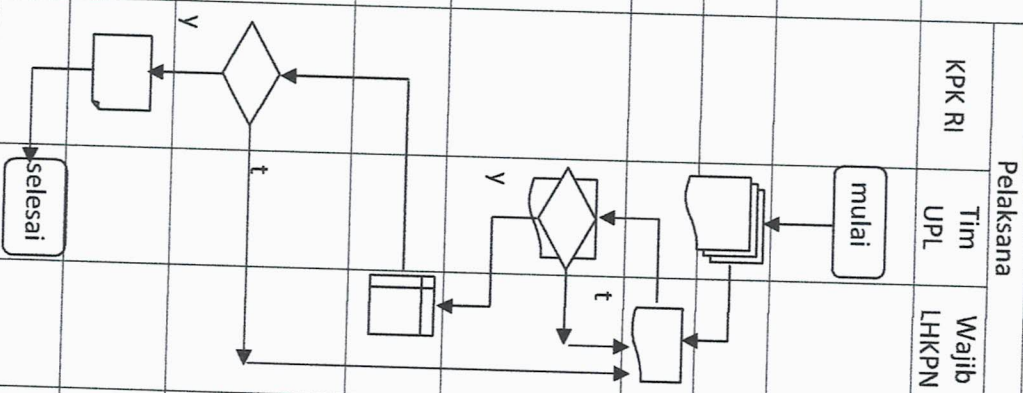 Pelaksana
KPK RI
Tim
UPL
Wajib
LHKPN
mulai
t
y
t
y
selesai